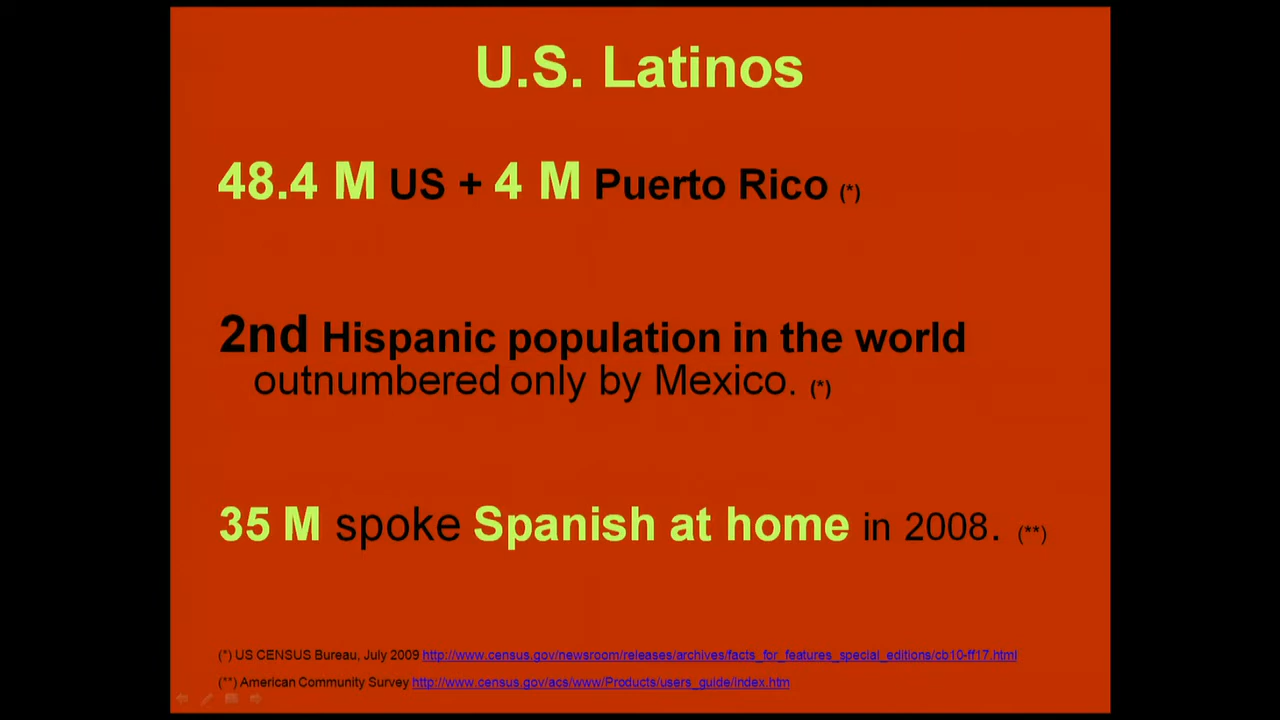 U.S. Latinos
48.4 M US + 4 M Puerto Rico (*)
2nd Hispanic population in the world
outnumbered only by Mexico. (*)
35 M spoke Spanish at home in 2008. (**)
(*) US CENSUS Bureau, July 2009 http://www.census.gov/newsroom/releases/archives/facts_for_features_special_editions/cb10-ff17.html
(**) American Community Survey http://www.census.gov/acs/www/Products/users_guide/index.htm